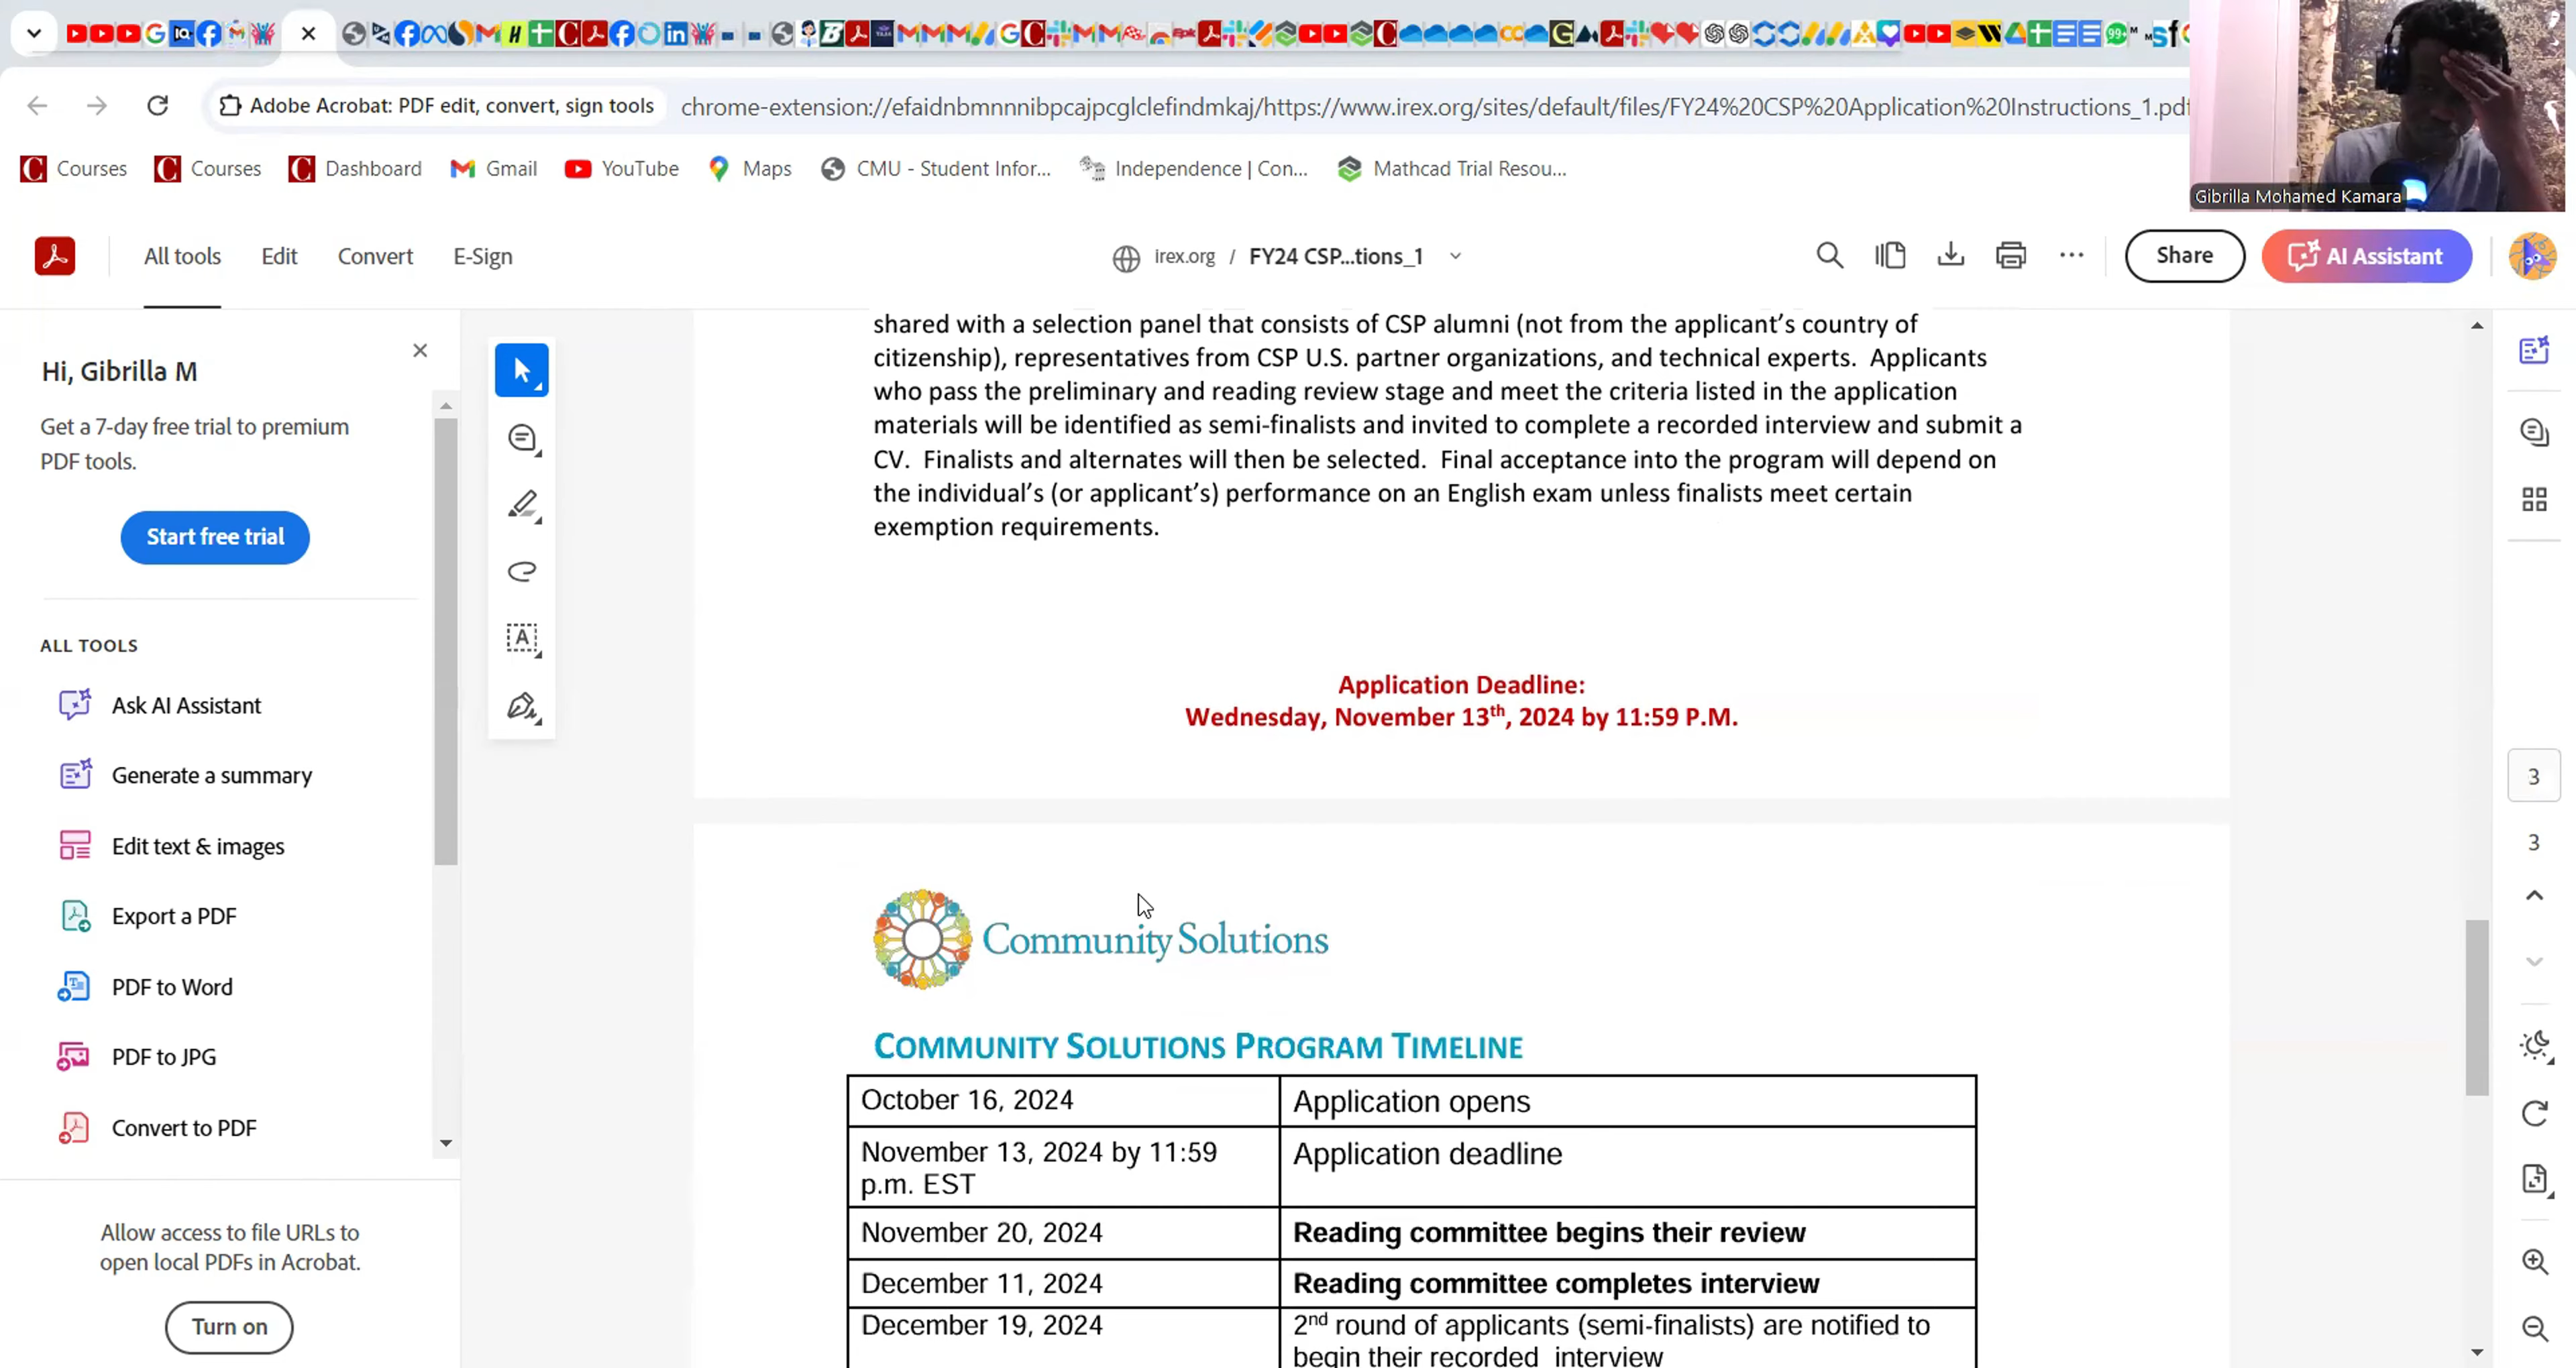 Adobe Acrobat: PDF edit, convert, sign tools
chrome-extension://efaidnbmnnnibpcajpcglclefindmkaj/https://www.irex.org/sites/default/files/FY24%20CSP%20Application%20Instructions_1.pdf
Courses
Courses
Dashboard
Gmail
YouTube
Maps
CMU - Student Infor...
Independence | Con...
Mathcad Trial Resou...
Gibrilla Mohamed Kamara
All tools
Edit
Convert
E-Sign
irex.org / FY24 CSP...tions_1
Share
AI Assistant
Hi, Gibrilla M
Get a 7-day free trial to premium
PDF tools.
Start free trial
ALL TOOLS
Ask AI Assistant
Generate a summary
Edit text & images
Export a PDF
PDF to Word
PDF to JPG
Convert to PDF
Allow access to file URLs to
open local PDFs in Acrobat.
Turn on
shared with a selection panel that consists of CSP alumni (not from the applicant’s country of
citizenship), representatives from CSP U.S. partner organizations, and technical experts. Applicants
who pass the preliminary and reading review stage and meet the criteria listed in the application
materials will be identified as semi-finalists and invited to complete a recorded interview and submit a
CV. Finalists and alternates will then be selected. Final acceptance into the program will depend on
the individual’s (or applicant’s) performance on an English exam unless finalists meet certain
exemption requirements.
Application Deadline:
Wednesday, November 13th, 2024 by 11:59 P.M.
Community Solutions
COMMUNITY SOLUTIONS PROGRAM TIMELINE
October 16, 2024
Application opens
November 13, 2024 by 11:59
p.m. EST
Application deadline
November 20, 2024
Reading committee begins their review
December 11, 2024
Reading committee completes interview
December 19, 2024
2nd round of applicants (semi-finalists) are notified to
begin their recorded interview
3
3